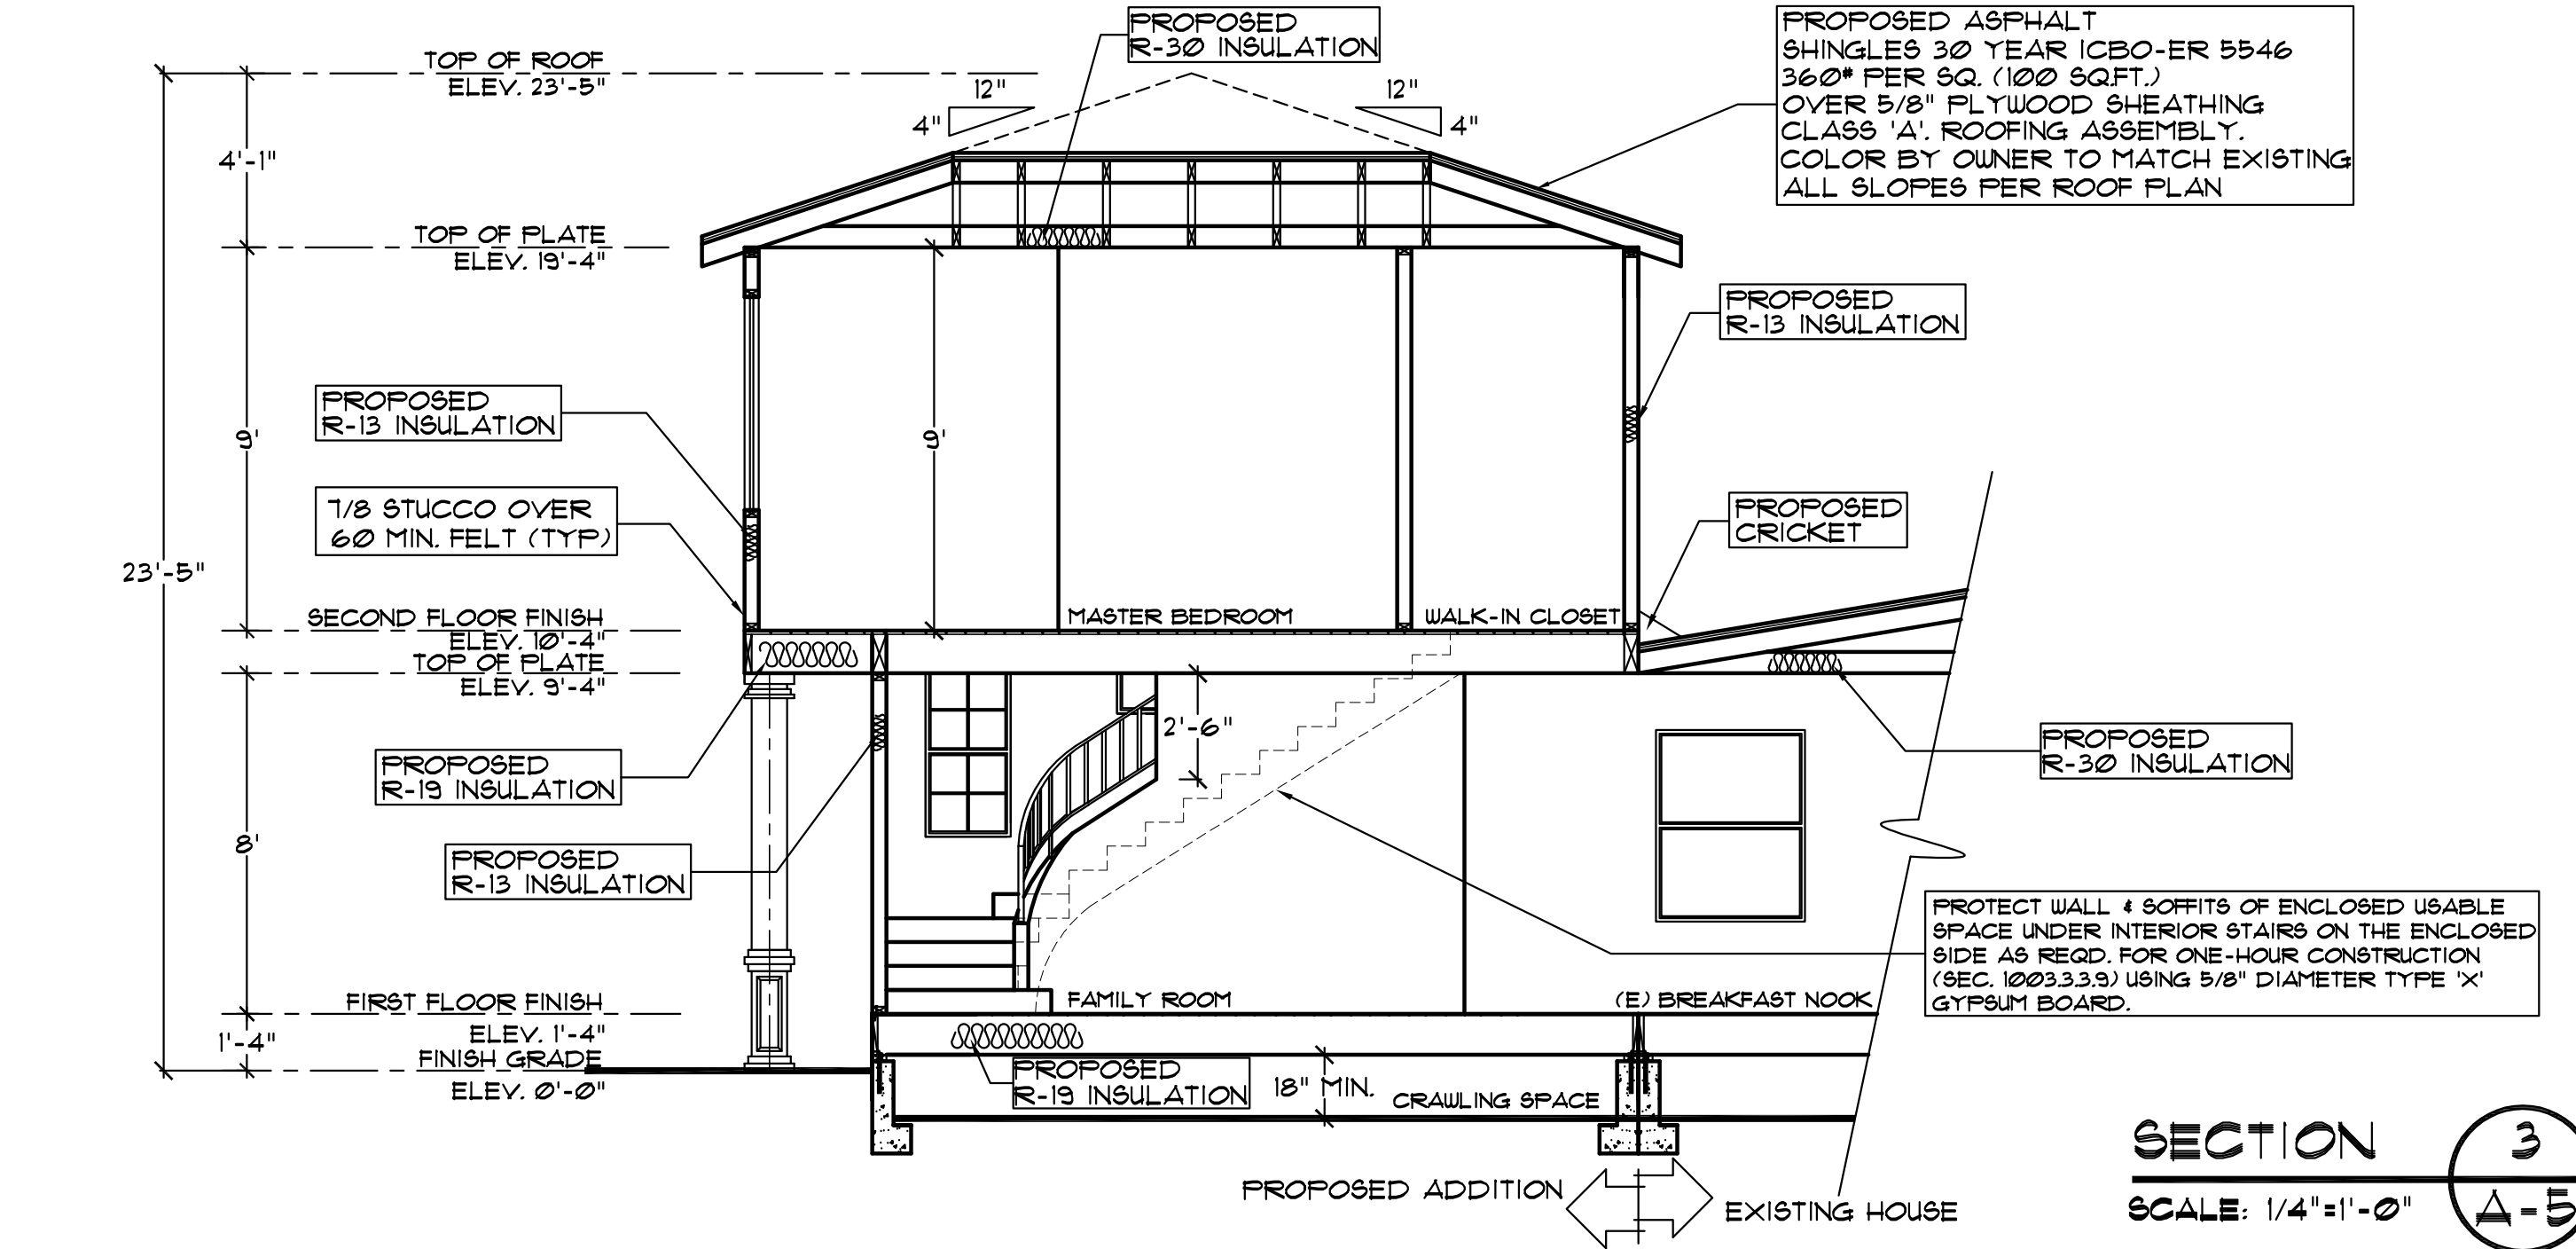 PROPOSED
R-30 INSULATION
PROPOSED ASPHALT
SHINGLES 30 YEAR ICBO-ER 5546
360# PER SQ. (100 SQ.FT.)
OVER 5/8" PLYWOOD SHEATHING
CLASS 'A'. ROOFING ASSEMBLY.
COLOR BY OWNER TO MATCH EXISTING
ALL SLOPES PER ROOF PLAN
TOP OF ROOF
ELEV. 23'-5"
12"
4"
12"
4"
4'-1"
TOP OF PLATE
ELEV. 19'-4"
PROPOSED
R-13 INSULATION
PROPOSED
R-13 INSULATION
9'
9'
7/8 STUCCO OVER
60 MIN. FELT (TYP)
PROPOSED
CRICKET
23'-5"
SECOND FLOOR FINISH
ELEV. 10'-4"
MASTER BEDROOM
WALK-IN CLOSET
TOP OF PLATE
ELEV. 9'-4"
2'-6"
PROPOSED
R-19 INSULATION
PROPOSED
R-30 INSULATION
8'
PROPOSED
R-13 INSULATION
PROTECT WALL & SOFFITS OF ENCLOSED USABLE
SPACE UNDER INTERIOR STAIRS ON THE ENCLOSED
SIDE AS REQD. FOR ONE-HOUR CONSTRUCTION
(SEC. 1003.3.3.9) USING 5/8" DIAMETER TYPE 'X'
GYPSUM BOARD.
FIRST FLOOR FINISH
ELEV. 1'-4"
FAMILY ROOM
(E) BREAKFAST NOOK
1'-4"
FINISH GRADE
ELEV. 0'-0"
PROPOSED
R-19 INSULATION
18" MIN.
CRAWLING SPACE
PROPOSED ADDITION
EXISTING HOUSE
SECTION
3
SCALE: 1/4"=1'-0"
A-5